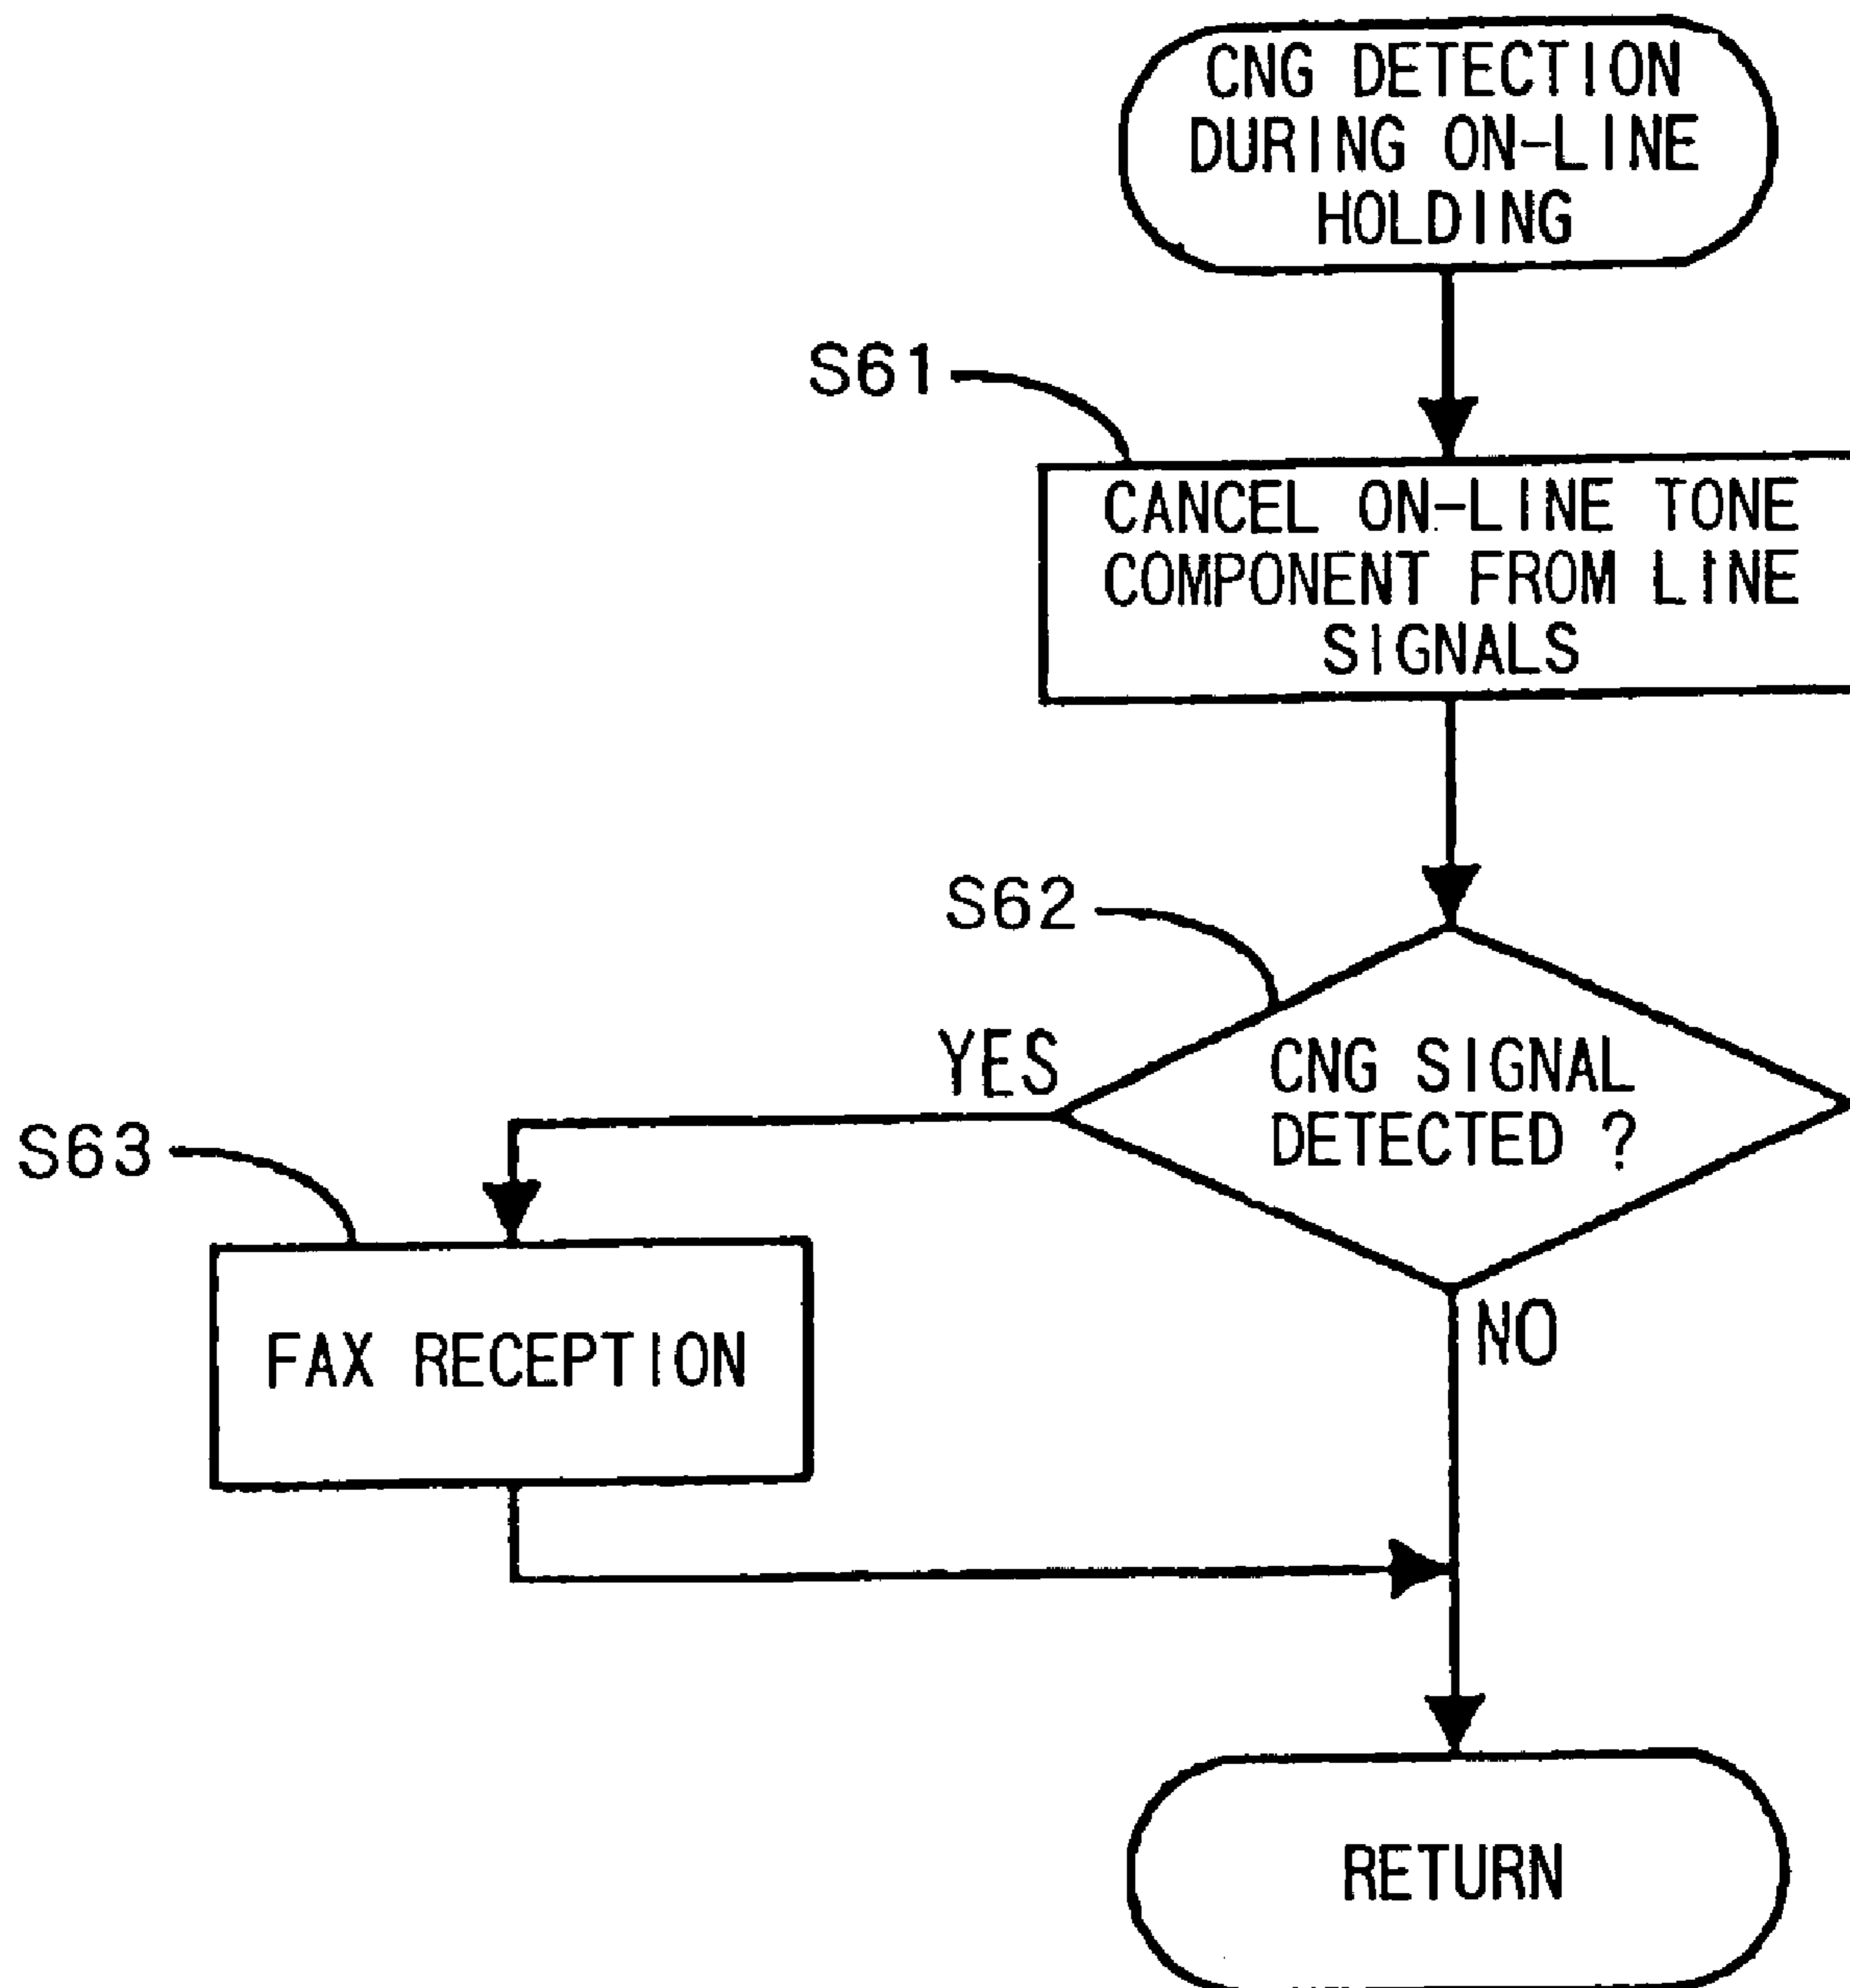 CNG DETECTION
DURING ON-LINE
HOLDING
S61
CANCEL ON-LINE TONE
COMPONENT FROM LINE
SIGNALS
S62
YES
CNG SIGNAL
DETECTED ?
S63
NO
FAX RECEPTION
RETURN